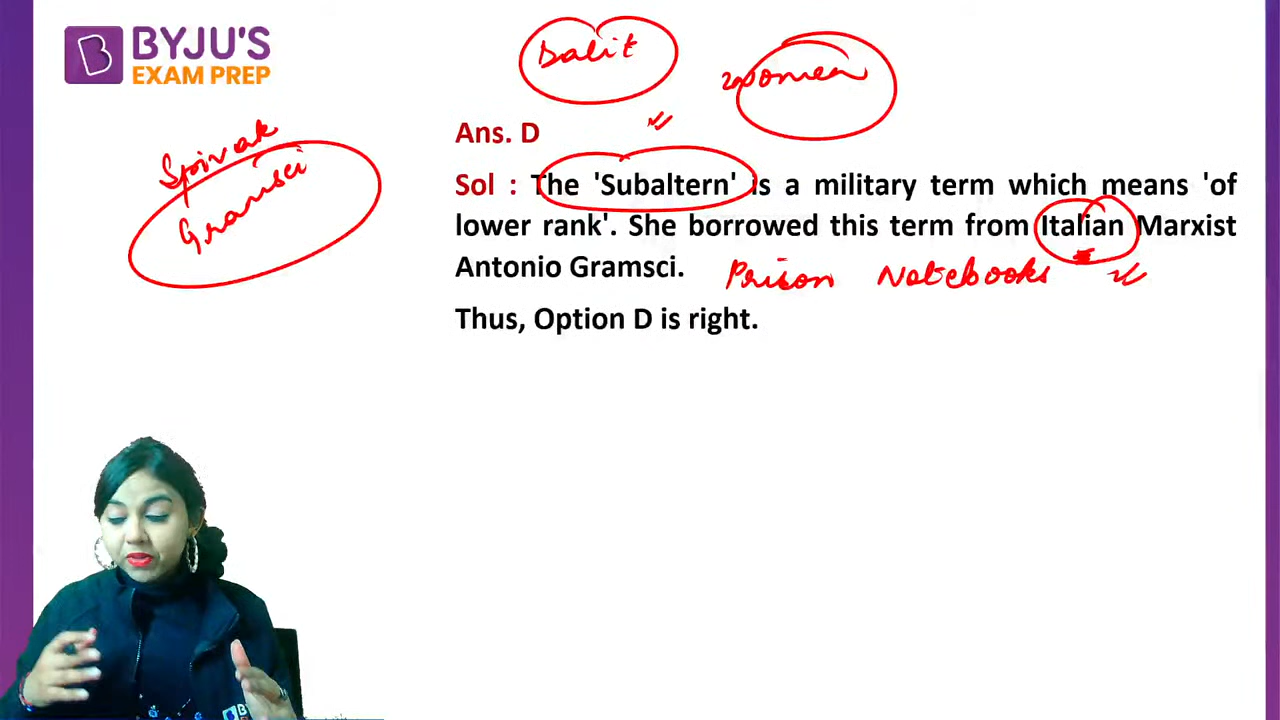 BYJU'S
EXAM PREP
Dalit
women
Spivak
Gramsci
Ans. D
Sol : The 'Subaltern' is a military term which means 'of
lower rank'. She borrowed this term from Italian Marxist
Antonio Gramsci.
Prison Notebooks
Thus, Option D is right.